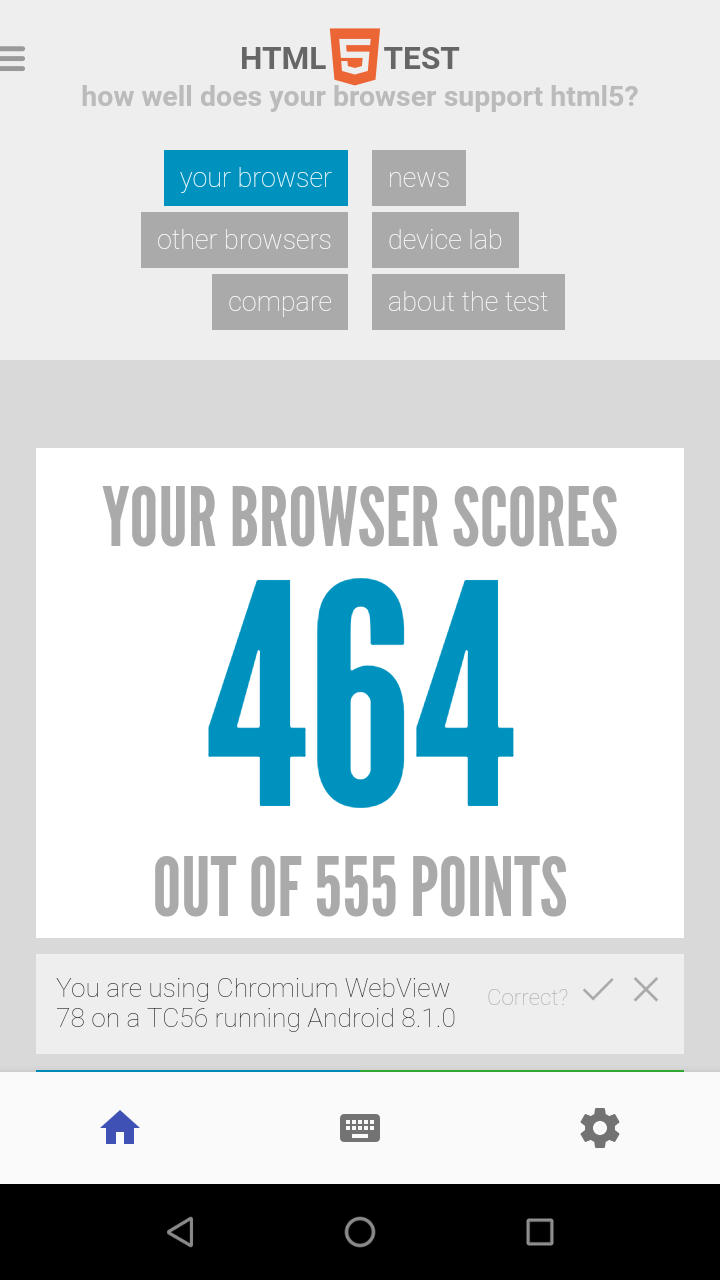 HTML 5 TEST
how well does your browser support html5?
your browser
news
other browsers
device lab
compare
about the test
YOUR BROWSER SCORES
464
OUT OF 555 POINTS
You are using Chromium WebView
78 on a TC56 running Android 8.1.0
Correct?